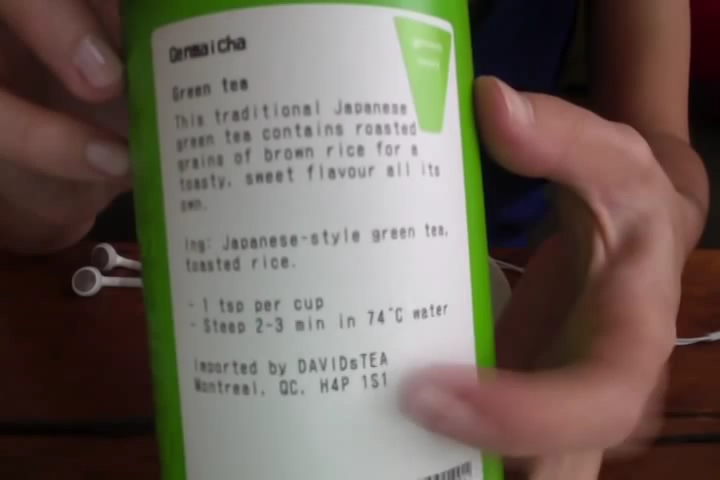 Genmaicha
Green tea
This traditional Japanese
green tea contains roasted
grains of brown rice for a
toasty, sweet flavour all its
own.
Ing: Japanese-style green tea,
toasted rice.
- 1 tsp per cup
- Steep 2-3 min in 74°C water
Imported by DAVIDsTEA
Montreal, QC, H4P 1S1